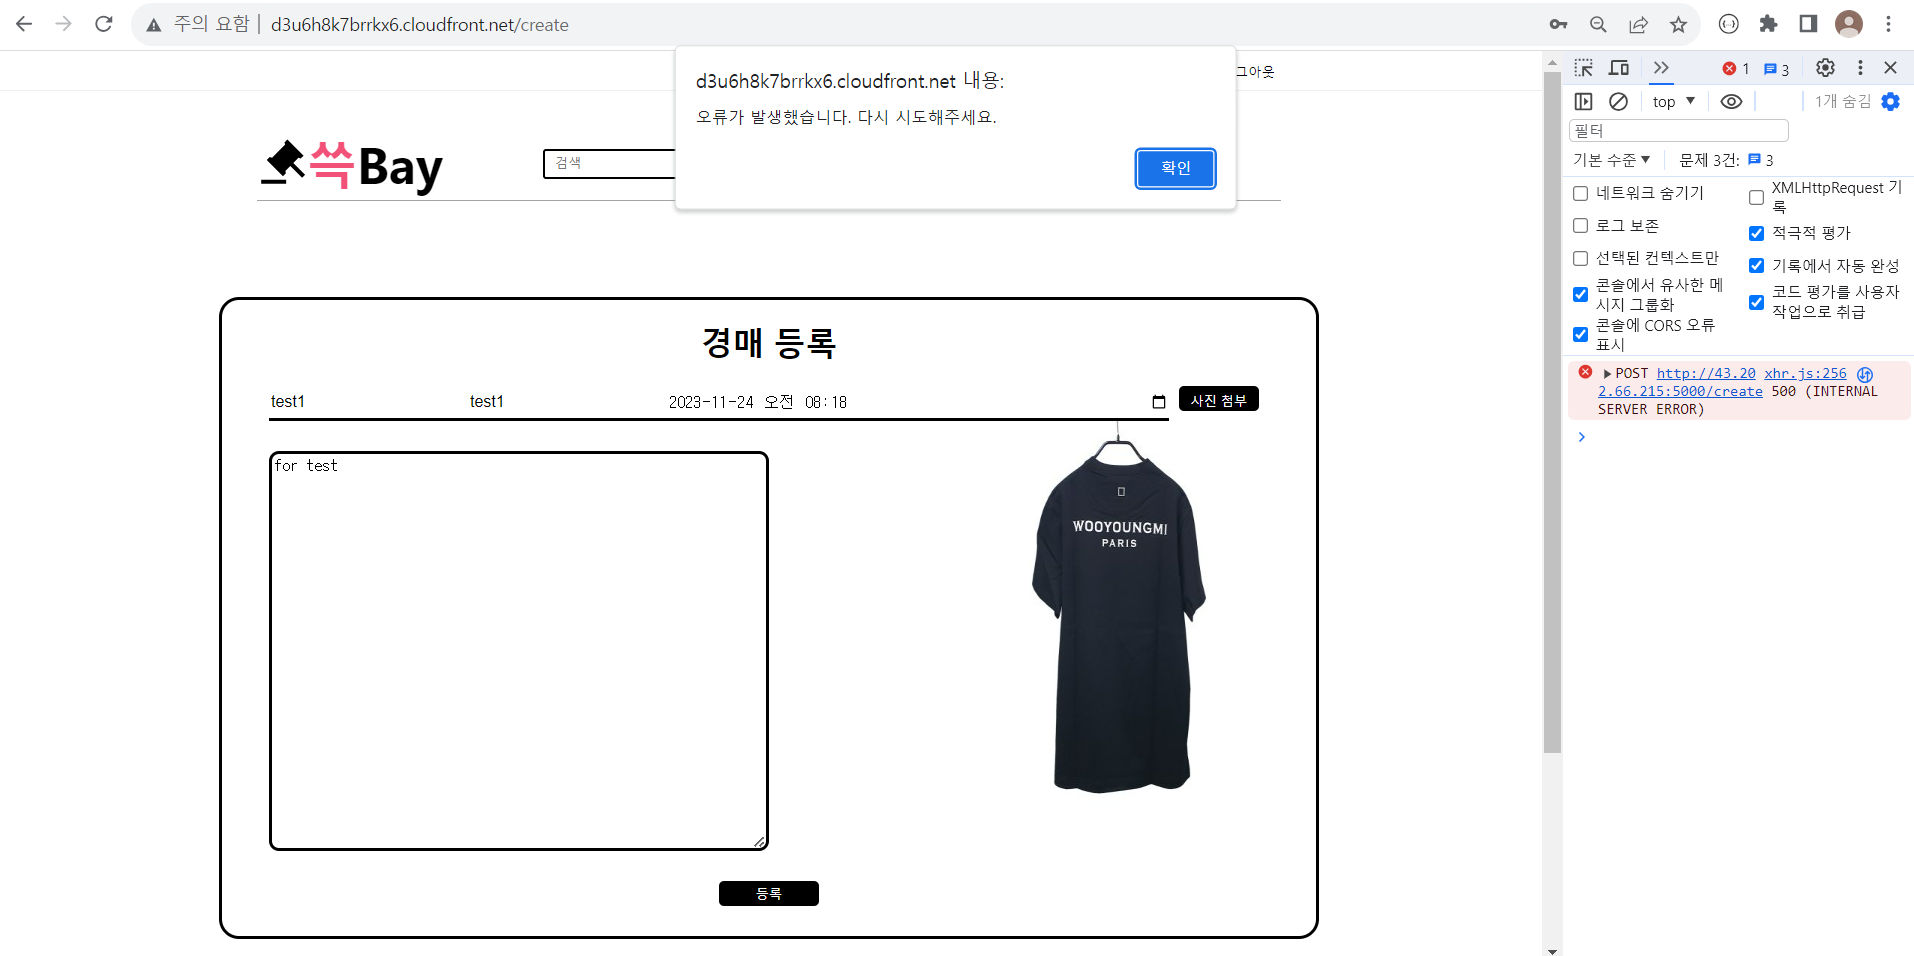 주의 요함 d3u6h8k7brrkx6.cloudfront.net/create
d3u6h8k7brrkx6.cloudfront.net 내용:
오류가 발생했습니다. 다시 시도해주세요.
확인
그아웃
쓱Bay
검색
경매 등록
test1
test1
2023-11-24 오전 08:18
사진 첨부
for test
WOOYOUNGMI
PARIS
등록
1
3
top
1개 숨김
필터
기본 수준
문제 3건: 3
네트워크 숨기기
로그 보존
선택된 컨텍스트만
콘솔에서 유사한 메
시지 그룹화
콘솔에 CORS 오류
표시
XMLHttpRequest 기
록
적극적 평가
기록에서 자동 완성
코드 평가를 사용자
작업으로 취급
POST http://43.20 xhr.js:256
2.66.215:5000/create 500 (INTERNAL
SERVER ERROR)